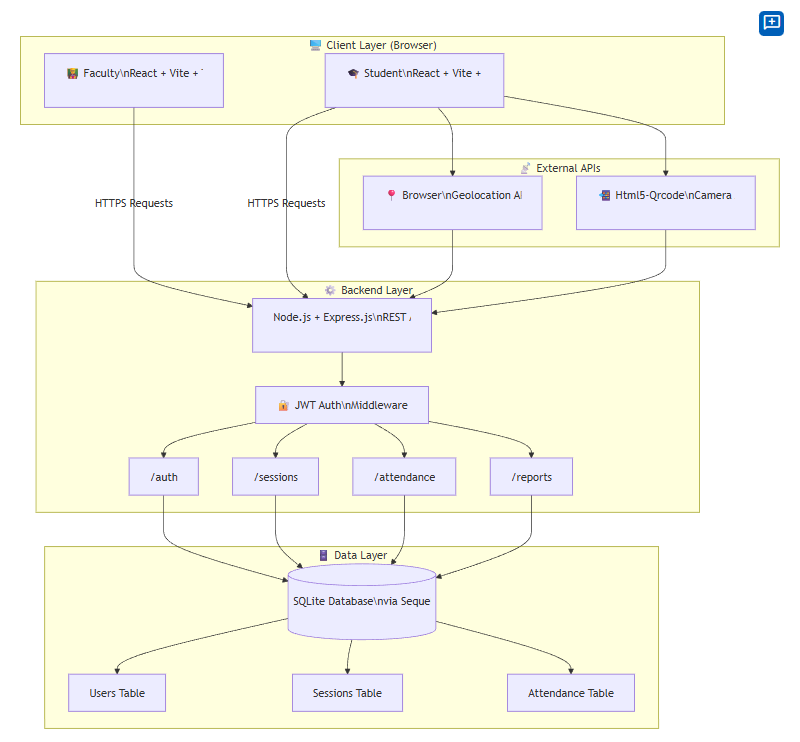 Client Layer (Browser)
Faculty\nReact + Vite +
Student\nReact + Vite +
External APIs
Browser\nGeolocation
Html5-Qrcode\nCamera
HTTPS Requests
HTTPS Requests
Backend Layer
Node.js + Express.js\nREST
JWT Auth\nMiddleware
/auth
/sessions
/attendance
/reports
Data Layer
SQLite Database\nvia Seque
Users Table
Sessions Table
Attendance Table